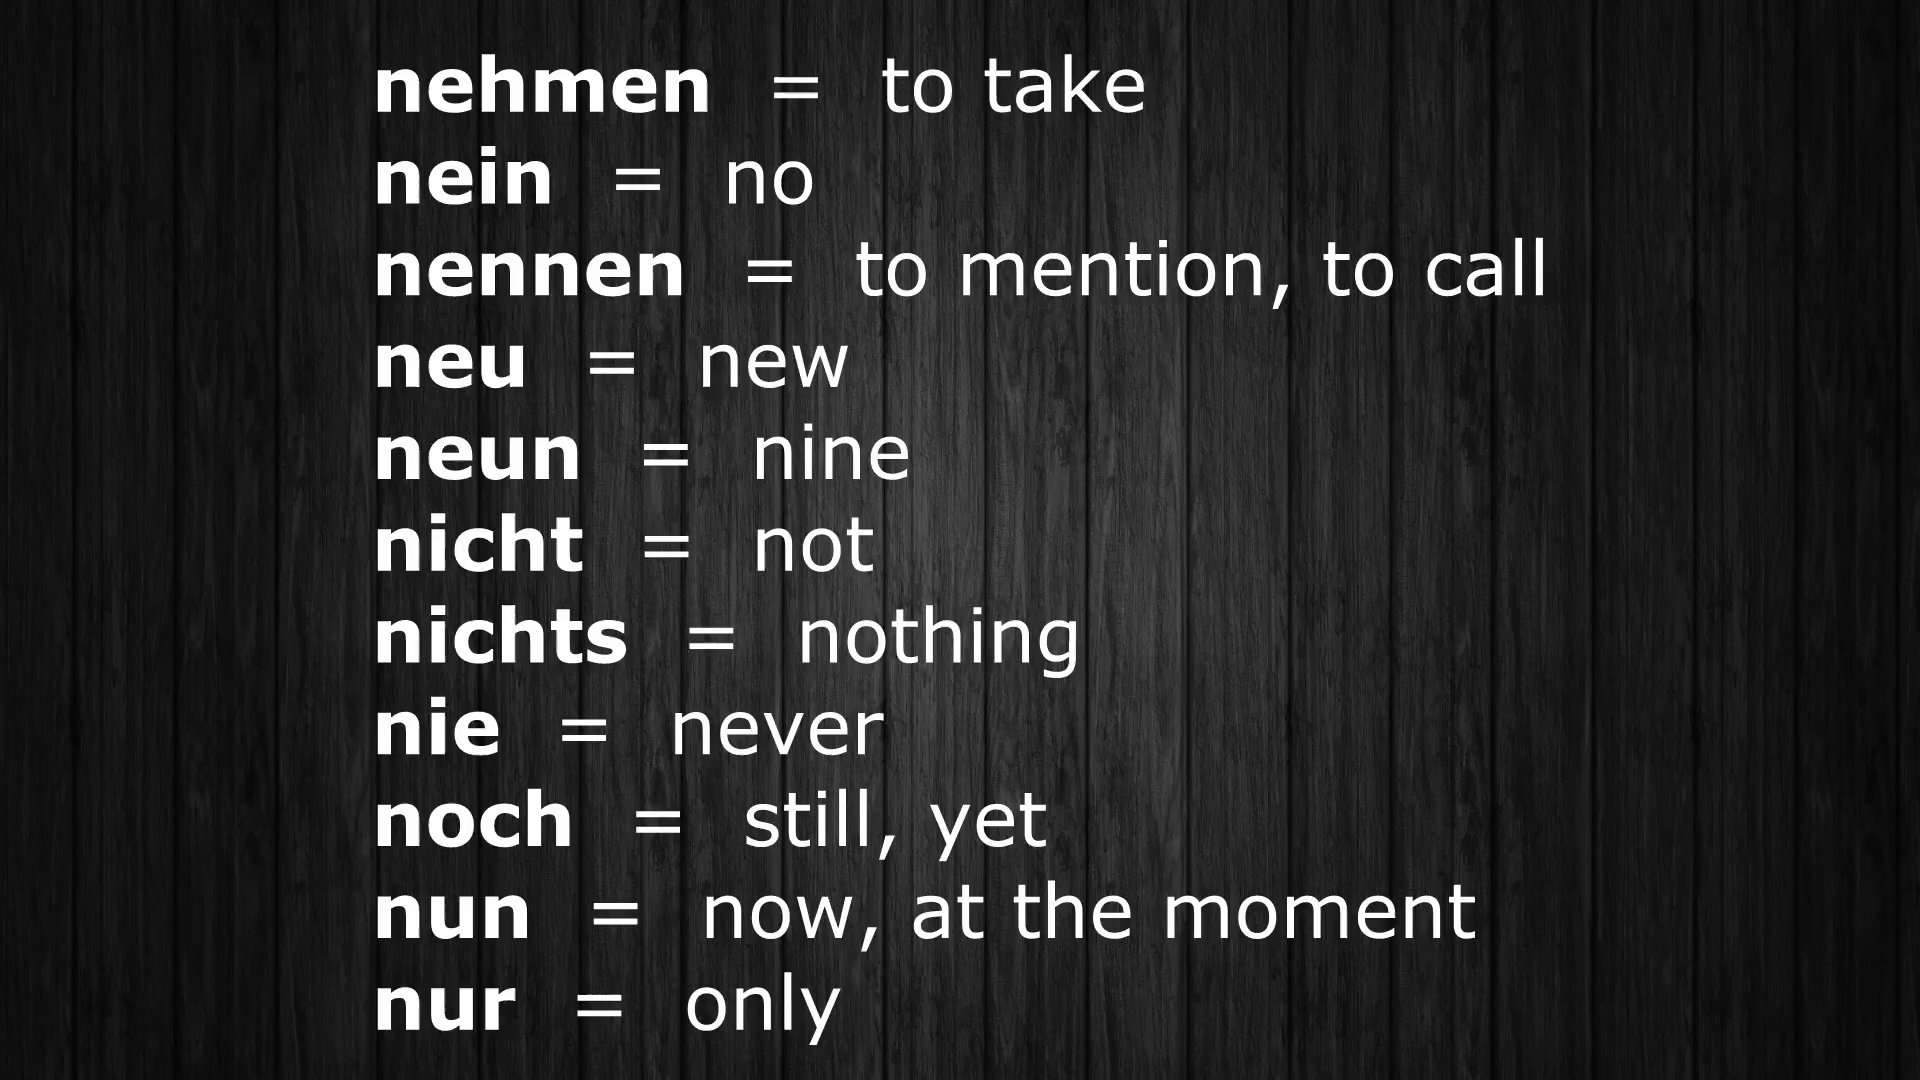 nehmen = to take
nein = no
nennen = to mention, to call
neu = new
neun = nine
nicht = not
nichts = nothing
nie = never
noch = still, yet
nun = now, at the moment
nur = only